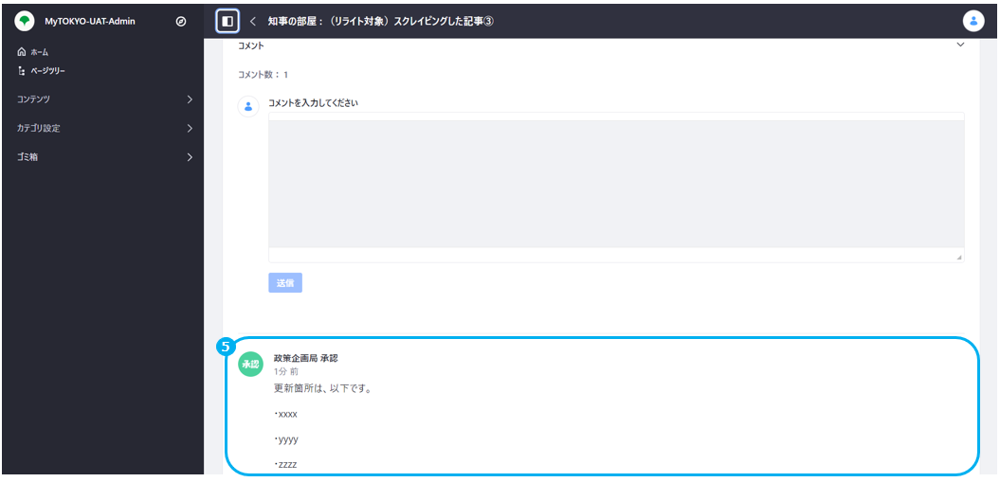 MyTOKYO-UAT-Admin
ホーム
ページツリー
コンテンツ
カテゴリ設定
ゴミ箱
知事の部屋：（リライト対象）スクレイピングした記事③
コメント
コメント数： 1
コメントを入力してください
送信
5
承認
政策企画局 承認
1分 前
更新箇所は、以下です。
・xxxx
・yyyy
・zzzz